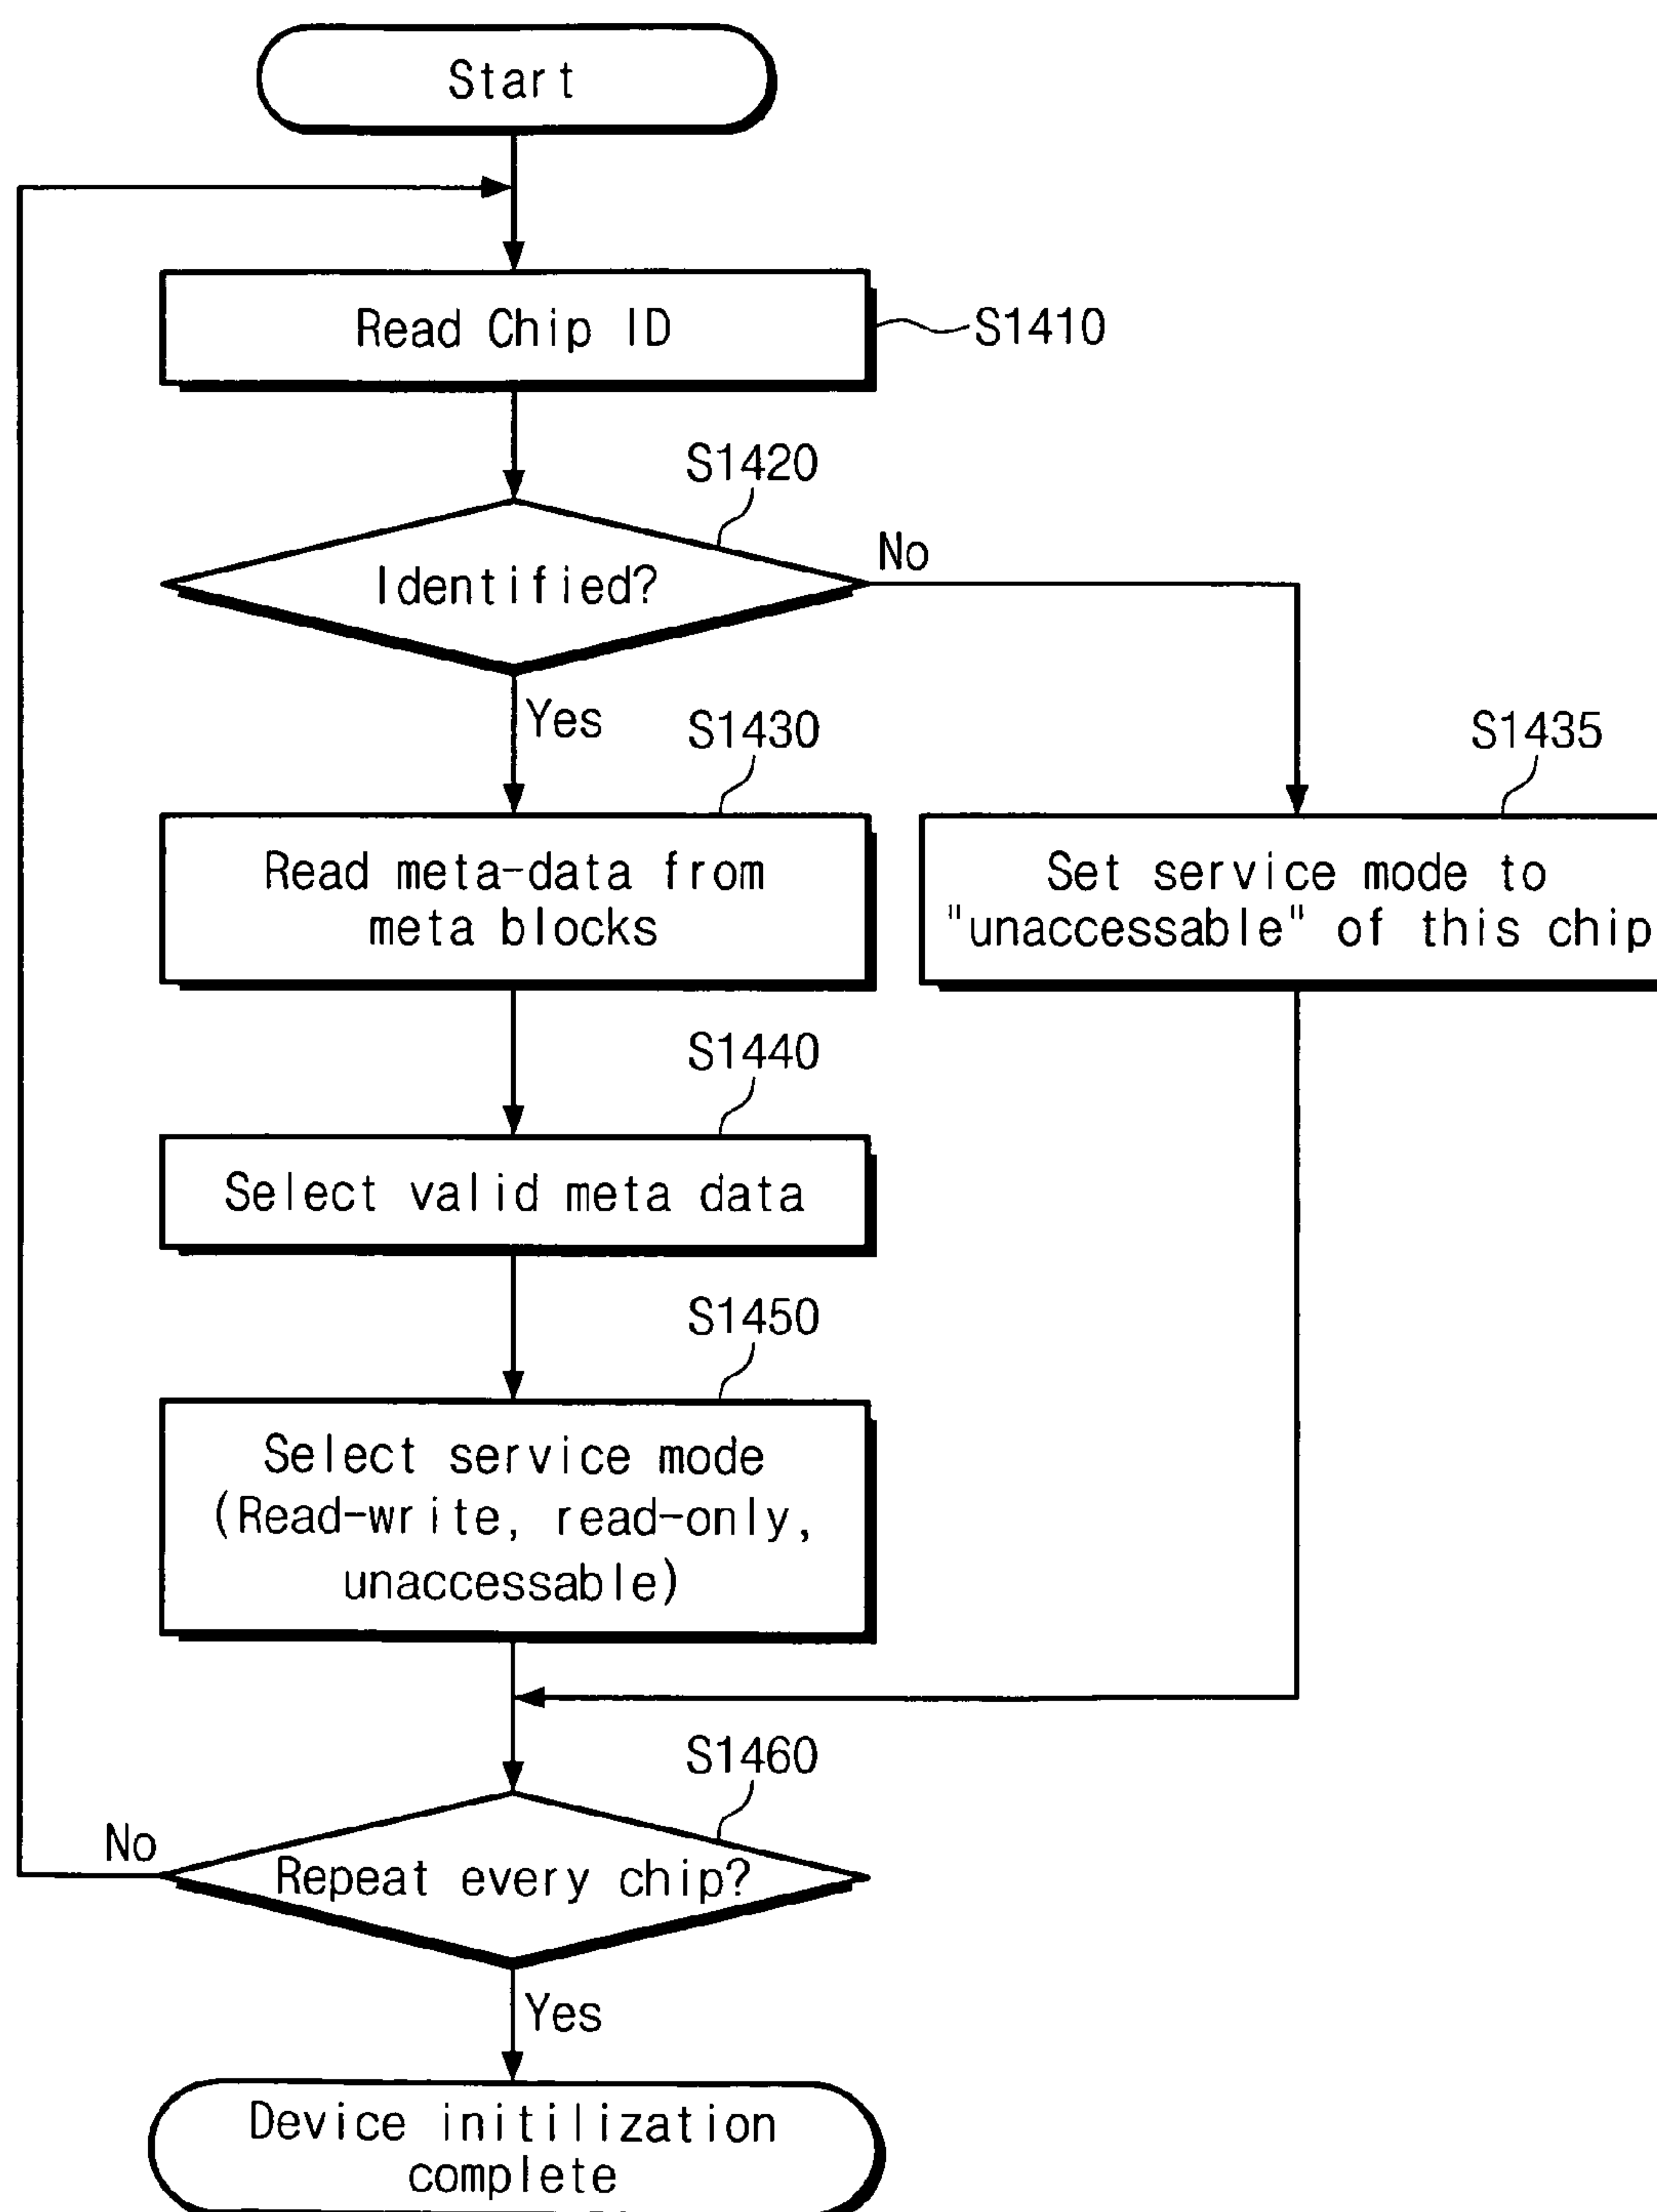 Start
Read Chip ID
S1410
S1420
Identified?
No
Yes
S1430
S1435
Read meta-data from
meta blocks
Set service mode to
"unaccessable" of this chip
S1440
Select valid meta data
S1450
Select service mode
(Read-write, read-only,
unaccessable)
S1460
No
Repeat every chip?
Yes
Device initilization
complete